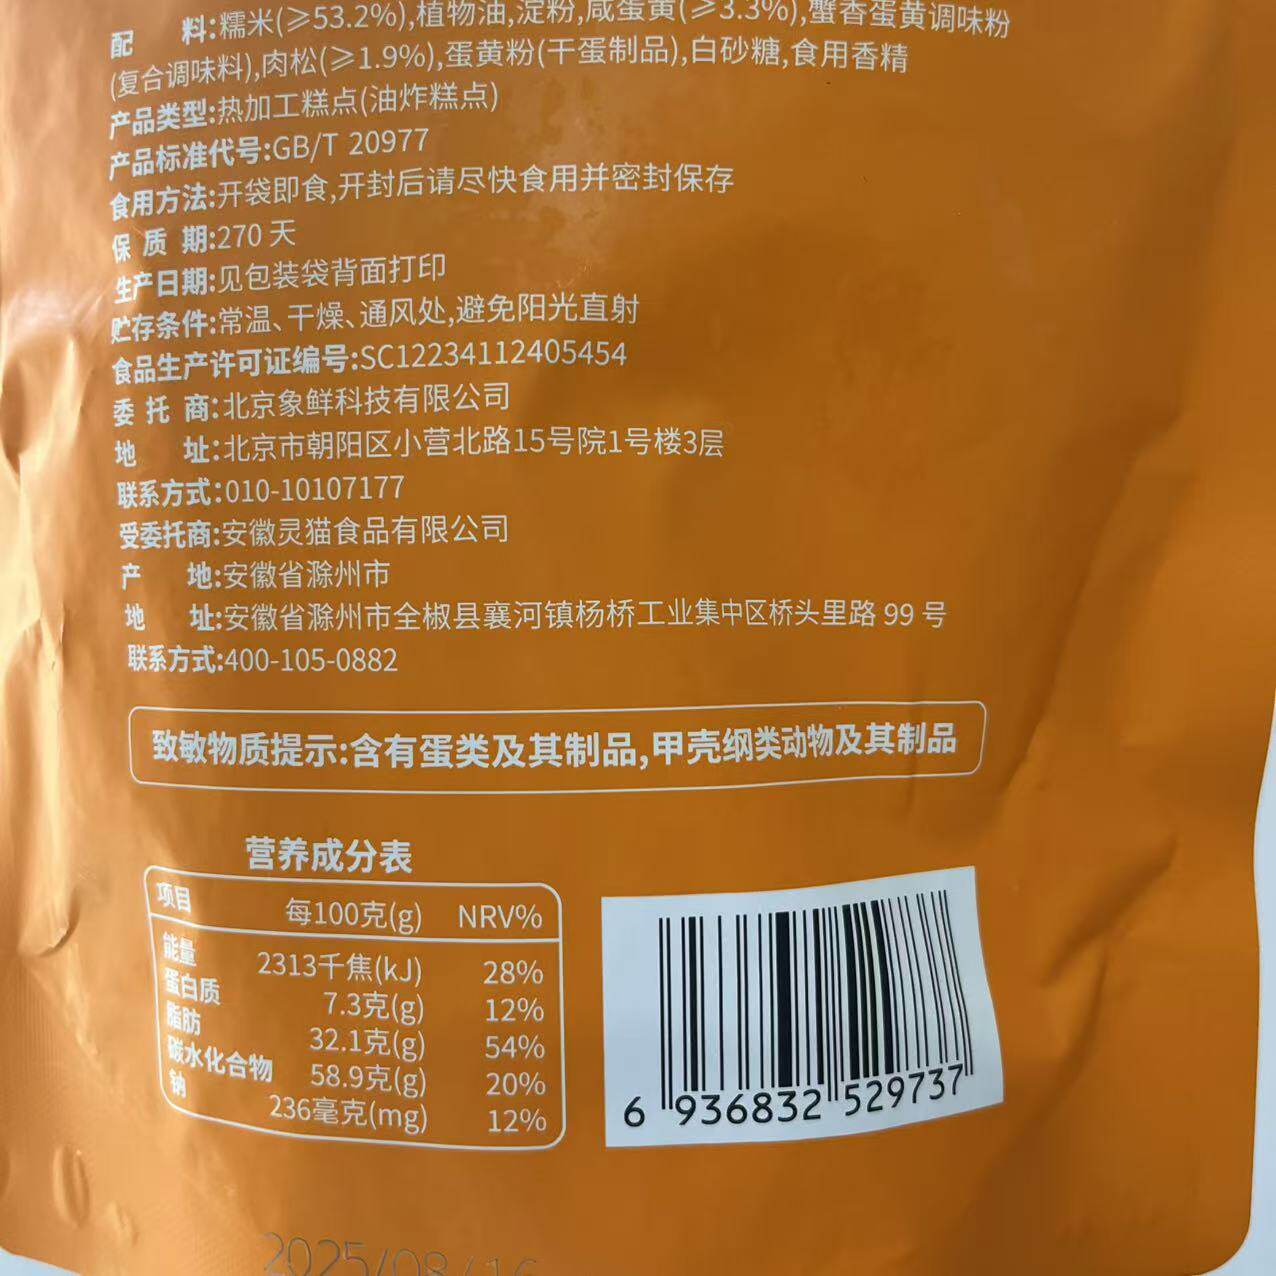 配 料:糯米(≥53.2%),植物油,淀粉,咸蛋黄(≥3.3%),蟹香蛋黄调味粉
(复合调味料),肉松(≥1.9%),蛋黄粉(干蛋制品),白砂糖,食用香精
产品类型:热加工糕点(油炸糕点)
产品标准代号:GB/T 20977
食用方法:开袋即食,开封后请尽快食用并密封保存
保 质 期:270 天
生产日期:见包装袋背面打印
贮存条件:常温、干燥、通风处,避免阳光直射
食品生产许可证编号:SC12234112405454
委 托 商:北京象鲜科技有限公司
地 址:北京市朝阳区小营北路15号院1号楼3层
联系方式:010-10107177
受委托商:安徽灵猫食品有限公司
产 地:安徽省滁州市
地 址:安徽省滁州市全椒县襄河镇杨桥工业集中区桥头里路 99 号
联系方式:400-105-0882
致敏物质提示:含有蛋类及其制品,甲壳纲类动物及其制品
营养成分表
项目 每100克(g) NRV%
能量 2313千焦(kJ) 28%
蛋白质 7.3克(g) 12%
脂肪 32.1克(g) 54%
碳水化合物 58.9克(g) 20%
钠 236毫克(mg) 12%
6 936832 529737
2025/08/16